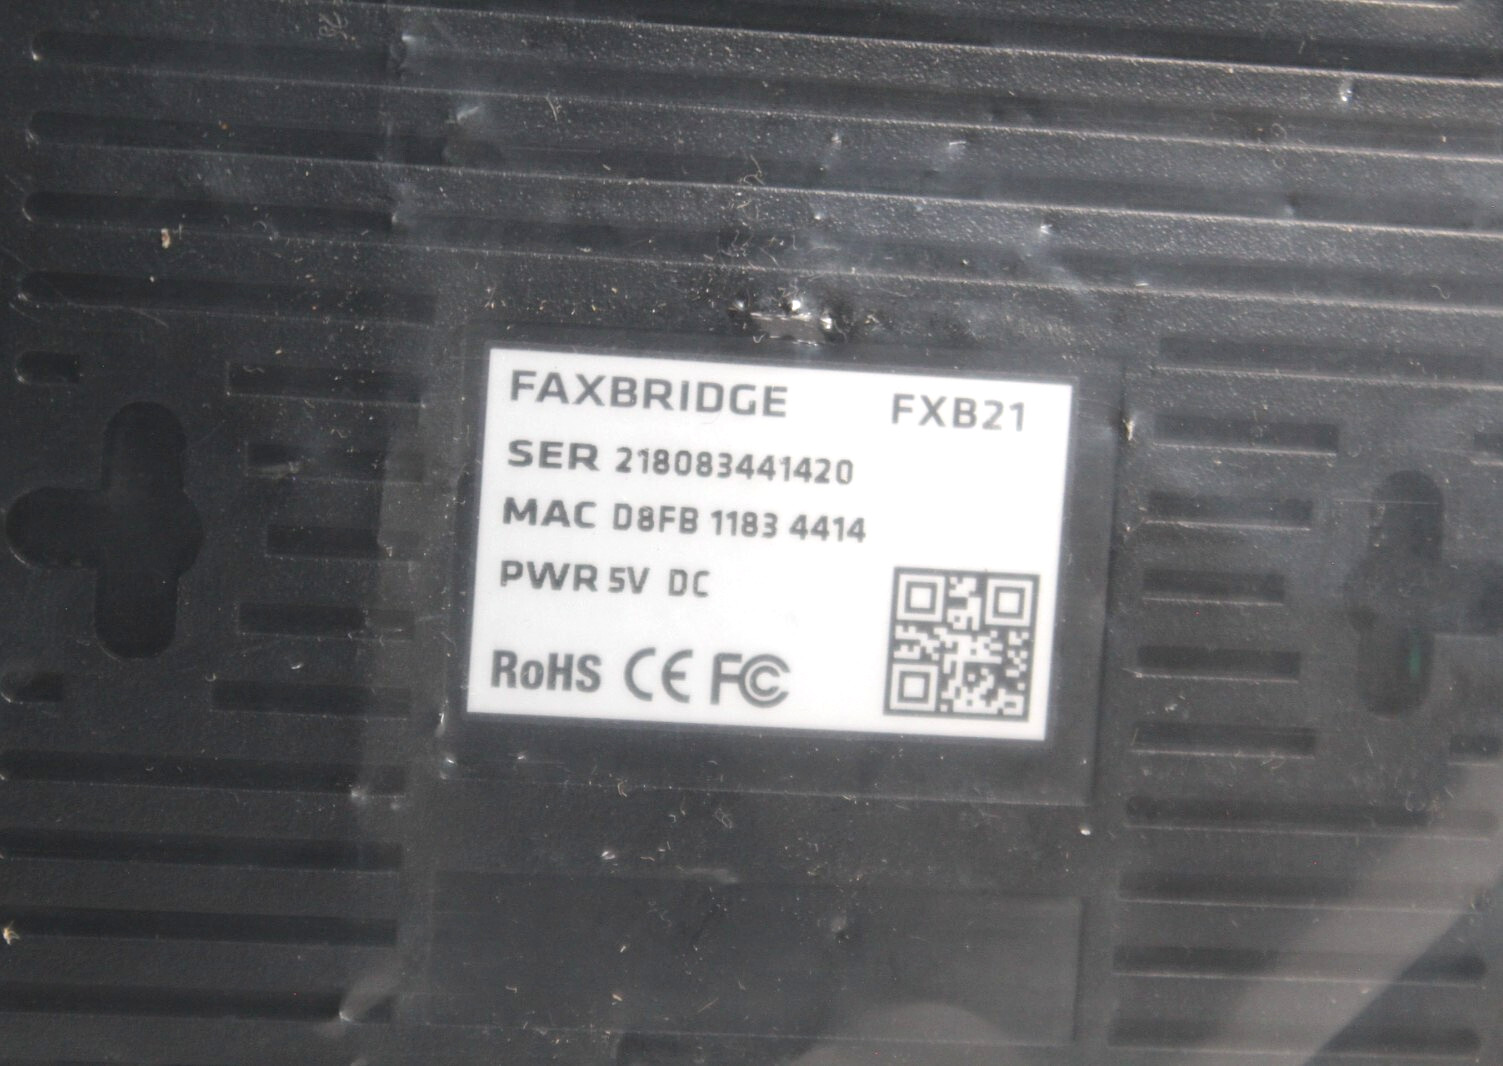 FAXBRIDGE FXB21
SER 218083441420
MAC D8FB 1183 4414
PWR 5V DC
RoHS CE FC